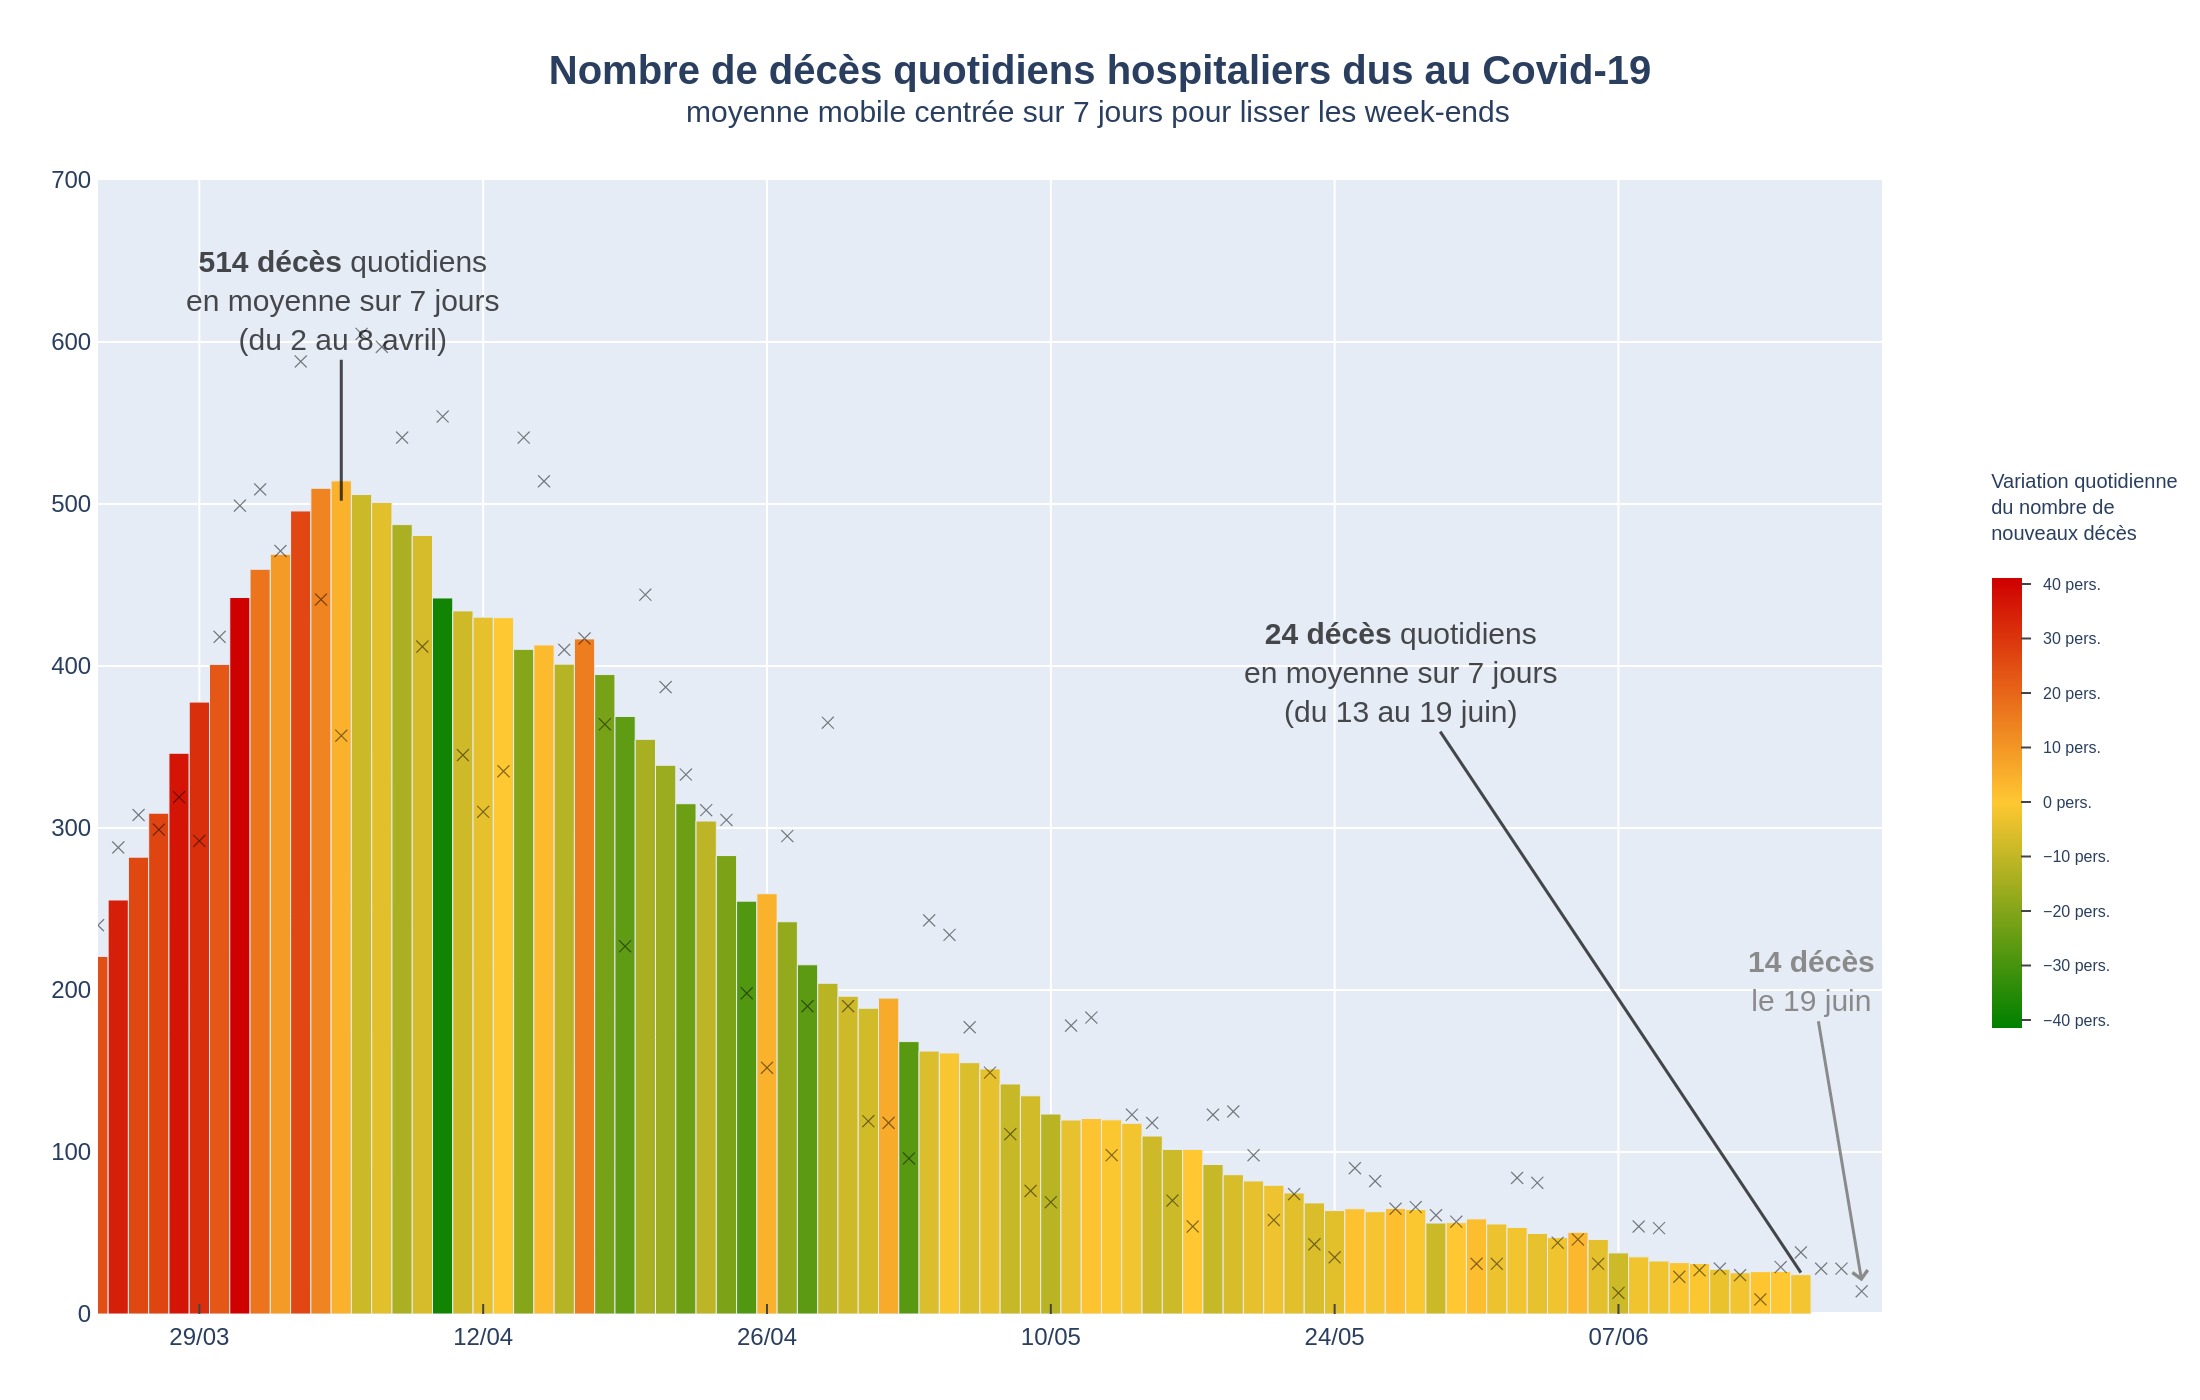 Nombre de décès quotidiens hospitaliers dus au Covid-19
moyenne mobile centrée sur 7 jours pour lisser les week-ends
700
600
500
400
300
200
100
0
514 décès quotidiens
en moyenne sur 7 jours
(du 2 au 8 avril)
24 décès quotidiens
en moyenne sur 7 jours
(du 13 au 19 juin)
14 décès
le 19 juin
29/03
12/04
26/04
10/05
24/05
07/06
Variation quotidienne
du nombre de
nouveaux décès
40 pers.
30 pers.
20 pers.
10 pers.
0 pers.
−10 pers.
−20 pers.
−30 pers.
−40 pers.